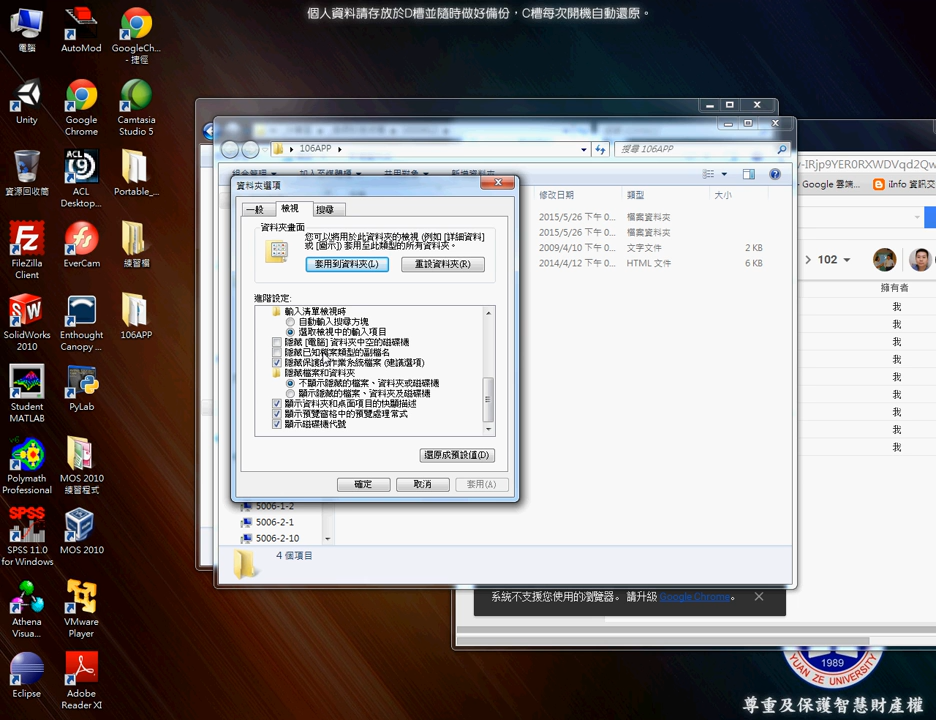 個人資料請存放於D槽並隨時做好備份，C槽每次開機自動還原。
電腦
AutoMod
GoogleCh...
- 捷徑
Unity
Google
Chrome
Camtasia
Studio 5
資源回收筒
ACL
Desktop...
Portable_...
FileZilla
Client
EverCam
練習檔
SolidWorks
2010
Enthought
Canopy ...
106APP
Student
MATLAB
PyLab
Polymath
Professional
MOS 2010
練習程式
SPSS 11.0
for Windows
MOS 2010
Athena
Visua...
VMware
Player
Eclipse
Adobe
Reader XI
106APP
搜尋 106APP
資料夾選項
一般
檢視
搜尋
資料夾畫面
您可以將用於此資料夾的檢視 (例如 [詳細資料]
或 [圖示]) 套用至此類型的所有資料夾。
套用到資料夾(L)
重設資料夾(R)
進階設定:
輸入清單檢視時
自動輸入搜尋方塊
選取檢視中的輸入項目
隱藏 [電腦] 資料夾中空的磁碟機
隱藏已知檔案類型的副檔名
隱藏保護的作業系統檔案 (建議選項)
隱藏檔案和資料夾
不顯示隱藏的檔案、資料夾或磁碟機
顯示隱藏的檔案、資料夾及磁碟機
顯示資料夾和桌面項目的快顯描述
顯示預覽窗格中的預覽處理常式
顯示磁碟機代號
還原成預設值(D)
確定
取消
套用(A)
修改日期
類型
大小
2015/5/26 下午 0...
檔案資料夾
2015/5/26 下午 0...
檔案資料夾
2009/4/10 下午 0...
文字文件
2 KB
2014/4/12 下午 0...
HTML 文件
6 KB
5006-1-2
5006-2-1
5006-2-10
4 個項目
-IRjp9YER0RXWDVqd2Qw
- Google 雲端...
iInfo 資訊交
102
擁有者
我
我
我
我
我
我
我
系統不支援您使用的瀏覽器。請升級 Google Chrome。
1989
YUAN ZE UNIVERSITY
尊重及保護智慧財產權